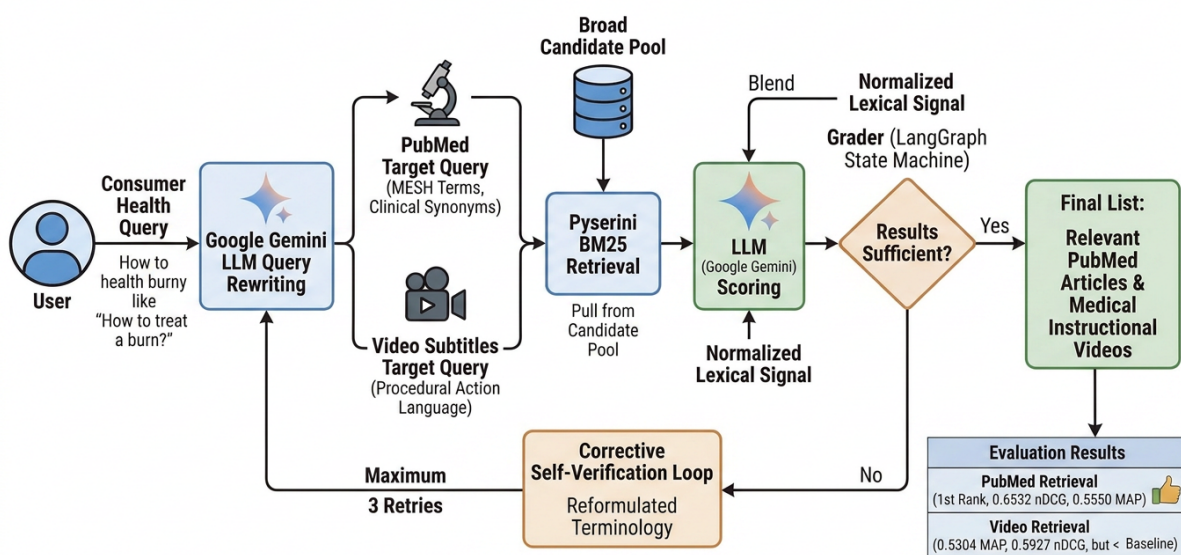 User
Consumer
Health
Query
How to
health burny
like
“How to treat
a burn?”
Google Gemini
LLM Query
Rewriting
PubMed
Target Query
(MESH Terms,
Clinical Synonyms)
Video Subtitles
Target Query
(Procedural Action
Language)
Broad
Candidate Pool
Pyserini
BM25
Retrieval
Pull from
Candidate
Pool
Blend
Normalized
Lexical Signal
LLM
(Google Gemini)
Scoring
Normalized
Lexical Signal
Grader (LangGraph
State Machine)
Results
Sufficient?
Yes
No
Final List:
Relevant
PubMed
Articles &
Medical
Instructional
Videos
Corrective
Self-Verification Loop
Reformulated
Terminology
Maximum
3 Retries
Evaluation Results
PubMed Retrieval
(1st Rank, 0.6532 nDCG, 0.5550 MAP)
Video Retrieval
(0.5304 MAP, 0.5927 nDCG, but < Baseline)